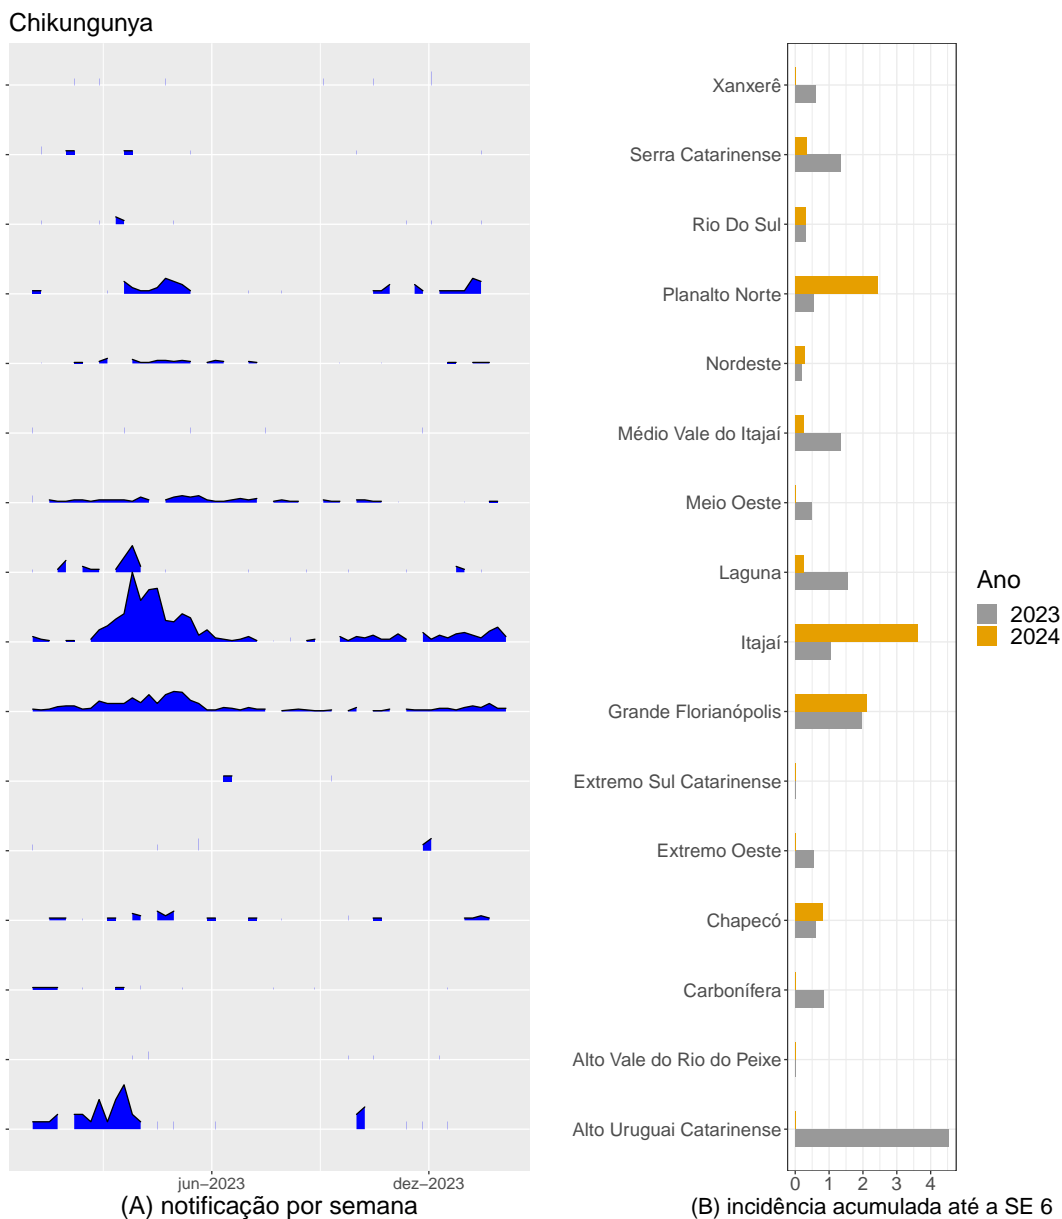 Chikungunya
Xanxerê
Serra Catarinense
Rio Do Sul
Planalto Norte
Nordeste
Médio Vale do Itajaí
Meio Oeste
Laguna
Itajaí
Grande Florianópolis
Extremo Sul Catarinense
Extremo Oeste
Chapecó
Carbonífera
Alto Vale do Rio do Peixe
Alto Uruguai Catarinense
Ano
2023
2024
jun−2023 dez−2023
(A) notificação por semana
0 1 2 3 4
(B) incidência acumulada até a SE 6